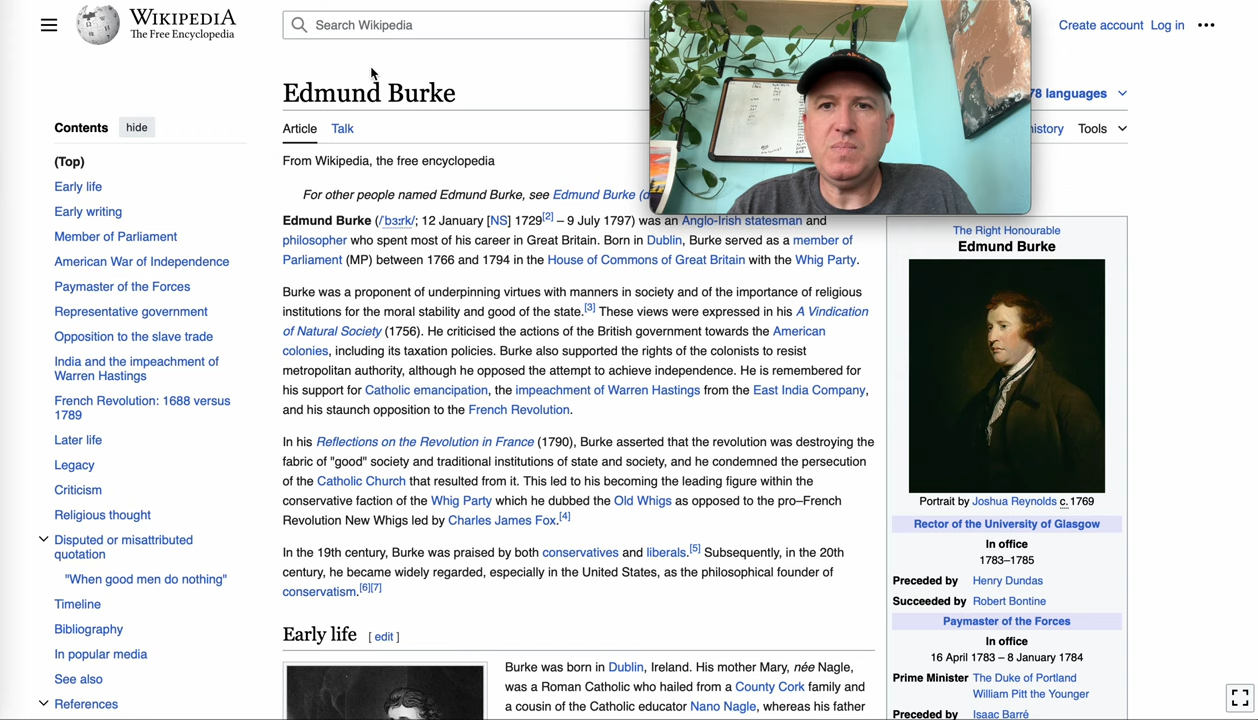 WIKIPEDIA
The Free Encyclopedia
Search Wikipedia
Create account Log in
Edmund Burke
78 languages
Article Talk
history Tools
From Wikipedia, the free encyclopedia
For other people named Edmund Burke, see Edmund Burke (
Contents hide
(Top)
Early life
Early writing
Member of Parliament
American War of Independence
Paymaster of the Forces
Representative government
Opposition to the slave trade
India and the impeachment of
Warren Hastings
French Revolution: 1688 versus
1789
Later life
Legacy
Criticism
Religious thought
Disputed or misattributed
quotation
"When good men do nothing"
Timeline
Bibliography
In popular media
See also
References
Edmund Burke (/ˈbɜːrk/; 12 January [NS] 1729[2] – 9 July 1797) was an Anglo-Irish statesman and
philosopher who spent most of his career in Great Britain. Born in Dublin, Burke served as a member of
Parliament (MP) between 1766 and 1794 in the House of Commons of Great Britain with the Whig Party.
Burke was a proponent of underpinning virtues with manners in society and of the importance of religious
institutions for the moral stability and good of the state.[3] These views were expressed in his A Vindication
of Natural Society (1756). He criticised the actions of the British government towards the American
colonies, including its taxation policies. Burke also supported the rights of the colonists to resist
metropolitan authority, although he opposed the attempt to achieve independence. He is remembered for
his support for Catholic emancipation, the impeachment of Warren Hastings from the East India Company,
and his staunch opposition to the French Revolution.
In his Reflections on the Revolution in France (1790), Burke asserted that the revolution was destroying the
fabric of "good" society and traditional institutions of state and society, and he condemned the persecution
of the Catholic Church that resulted from it. This led to his becoming the leading figure within the
conservative faction of the Whig Party which he dubbed the Old Whigs as opposed to the pro–French
Revolution New Whigs led by Charles James Fox.[4]
In the 19th century, Burke was praised by both conservatives and liberals.[5] Subsequently, in the 20th
century, he became widely regarded, especially in the United States, as the philosophical founder of
conservatism.[6][7]
Early life [ edit ]
Burke was born in Dublin, Ireland. His mother Mary, née Nagle,
was a Roman Catholic who hailed from a County Cork family and
a cousin of the Catholic educator Nano Nagle, whereas his father
The Right Honourable
Edmund Burke
Portrait by Joshua Reynolds c. 1769
Rector of the University of Glasgow
In office
1783–1785
Preceded by Henry Dundas
Succeeded by Robert Bontine
Paymaster of the Forces
In office
16 April 1783 – 8 January 1784
Prime Minister The Duke of Portland
William Pitt the Younger
Preceded by Isaac Barré